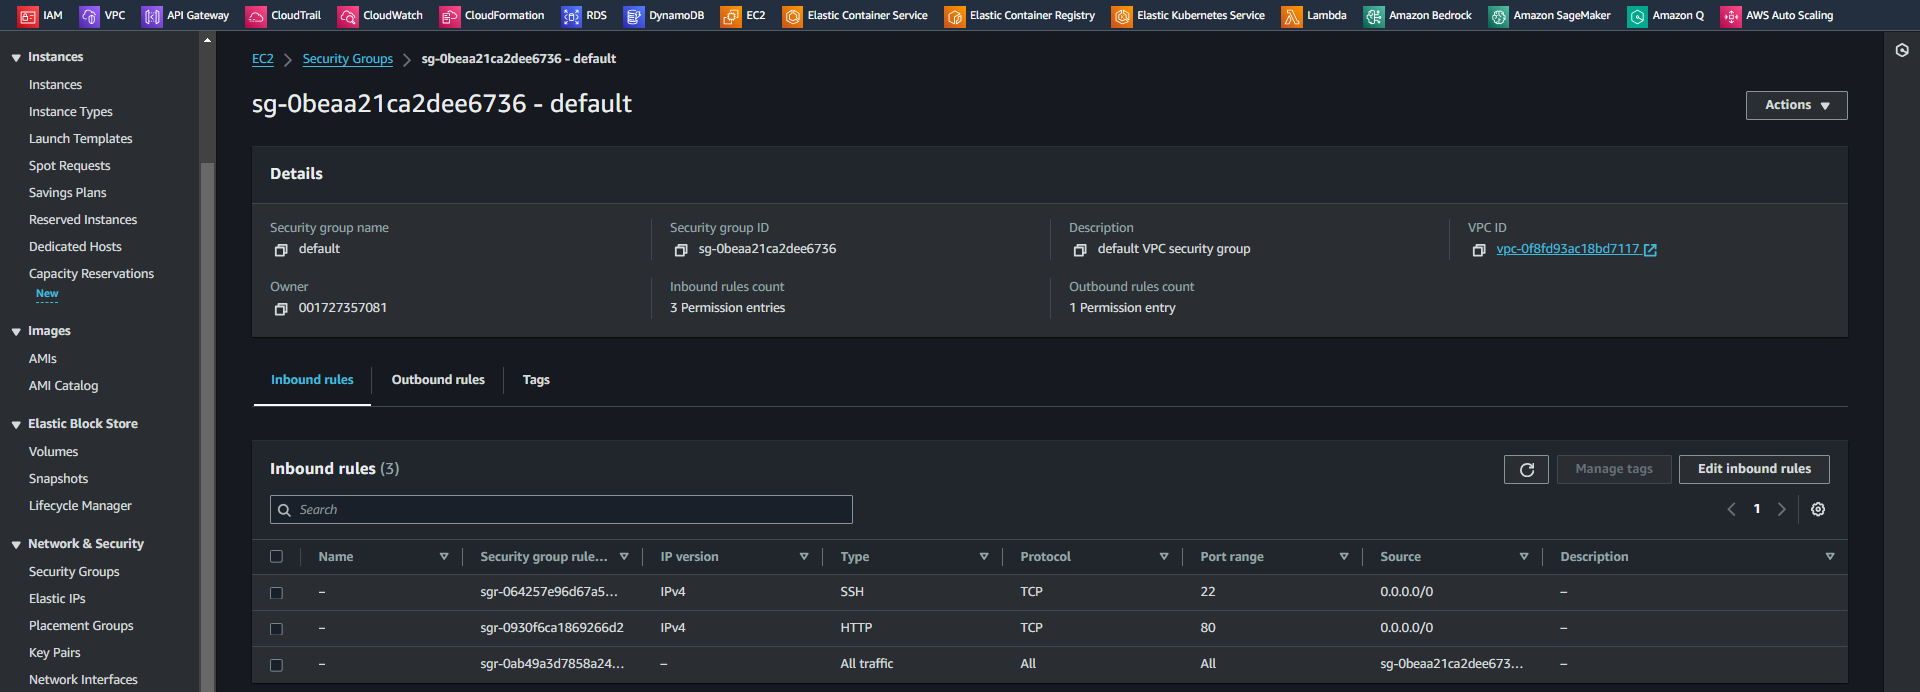 IAM VPC API Gateway CloudTrail CloudWatch CloudFormation RDS DynamoDB EC2 Elastic Container Service Elastic Container Registry Elastic Kubernetes Service Lambda Amazon Bedrock Amazon SageMaker Amazon Q AWS Auto Scaling
Instances
Instances
Instance Types
Launch Templates
Spot Requests
Savings Plans
Reserved Instances
Dedicated Hosts
Capacity Reservations
New
Images
AMIs
AMI Catalog
Elastic Block Store
Volumes
Snapshots
Lifecycle Manager
Network & Security
Security Groups
Elastic IPs
Placement Groups
Key Pairs
Network Interfaces
EC2 Security Groups sg-0beaa21ca2dee6736 - default
sg-0beaa21ca2dee6736 - default
Actions
Details
Security group name
default
Security group ID
sg-0beaa21ca2dee6736
Description
default VPC security group
VPC ID
vpc-0f8fd93ac18bd7117
Owner
001727357081
Inbound rules count
3 Permission entries
Outbound rules count
1 Permission entry
Inbound rules Outbound rules Tags
Inbound rules (3)
Manage tags Edit inbound rules
Search
1
Name Security group rule... IP version Type Protocol Port range Source Description
– sgr-064257e96d67a5... IPv4 SSH TCP 22 0.0.0.0/0 –
– sgr-0930f6ca1869266d2 IPv4 HTTP TCP 80 0.0.0.0/0 –
– sgr-0ab49a3d7858a24... – All traffic All All sg-0beaa21ca2dee673... –